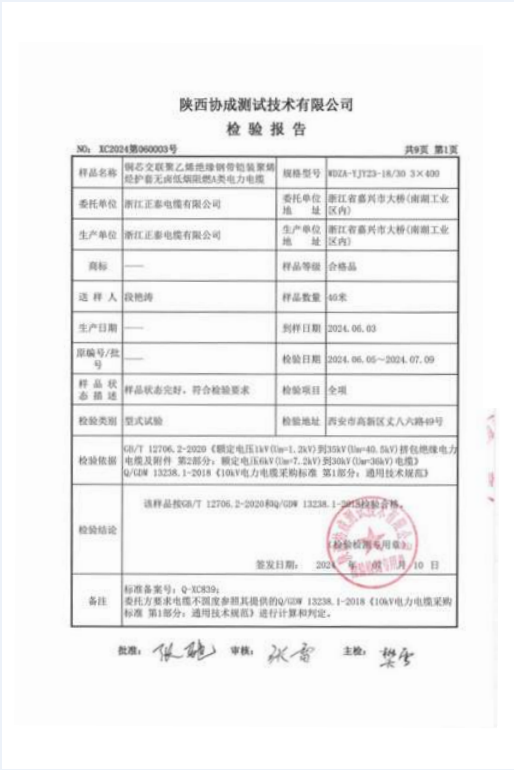 陕西协成测试技术有限公司
检 验 报 告
NO: XC2024第060003号 共9页 第1页
样品名称 铜芯交联聚乙烯绝缘钢带铠装聚烯烃护套无卤低烟阻燃A类电力电缆 规格型号 WDZA-YJY23-18/30 3×400
委托单位 浙江正泰电缆有限公司 委托单位地址 浙江省嘉兴市大桥(南湖工业区内)
生产单位 浙江正泰电缆有限公司 生产单位地址 浙江省嘉兴市大桥(南湖工业区内)
商标 —— 样品等级 合格品
送 样 人 段艳涛 样品数量 40米
生产日期 —— 到样日期 2024.06.03
原编号/批号 —— 检验日期 2024.06.05~2024.07.09
样品状态描述 样品状态完好，符合检验要求 检验项目 全项
检验类别 型式试验 检验地址 西安市高新区丈八六路49号
检验依据 GB/T 12706.2-2020《额定电压1kV(Um=1.2kV)到35kV(Um=40.5kV)挤包绝缘电力
电缆及附件 第2部分：额定电压6kV(Um=7.2kV)到30kV(Um=36kV)电缆》
Q/GDW 13238.1-2018《10kV电力电缆采购标准 第1部分：通用技术规范》
检验结论 该样品按GB/T 12706.2-2020和Q/GDW 13238.1-2018检验合格。
(检验检测专用章)
签发日期： 2024 年 07 月 10 日
备注 标准备案号：Q-XC839;
委托方要求电缆不圆度参照其提供的Q/GDW 13238.1-2018《10kV电力电缆采购
标准 第1部分：通用技术规范》进行计算和判定。
批准： 审核： 主检：